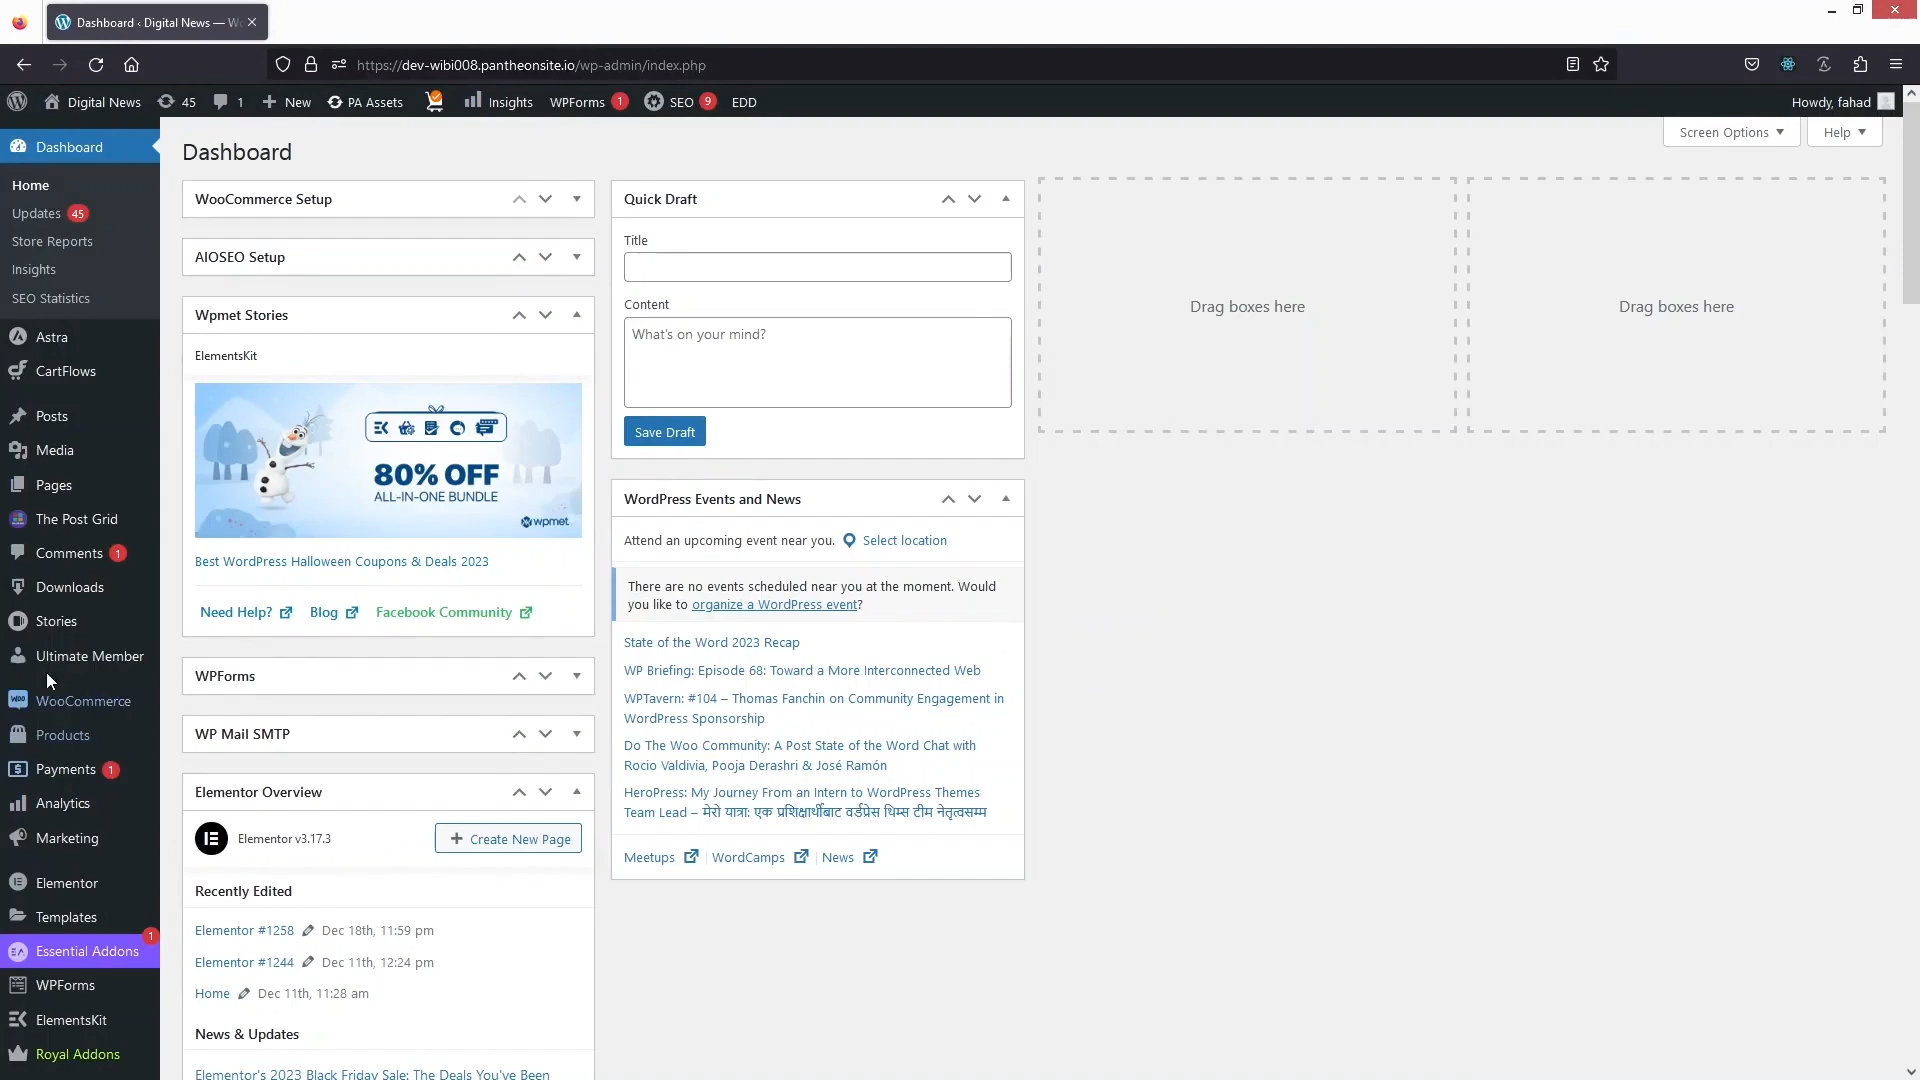 Dashboard ‹ Digital News — W
https://dev-wibi008.pantheonsite.io/wp-admin/index.php
Digital News
45
1
New
PA Assets
Insights
WPForms 1
SEO 9
EDD
Howdy, fahad
Dashboard
Home
Updates 45
Store Reports
Insights
SEO Statistics
Astra
CartFlows
Posts
Media
Pages
The Post Grid
Comments 1
Downloads
Stories
Ultimate Member
WooCommerce
Products
Payments 1
Analytics
Marketing
Elementor
Templates
Essential Addons 1
WPForms
ElementsKit
Royal Addons
Screen Options
Help
Dashboard
WooCommerce Setup
AIOSEO Setup
Wpmet Stories
ElementsKit
80% OFF
ALL-IN-ONE BUNDLE
wpmet
Best WordPress Halloween Coupons & Deals 2023
Need Help?
Blog
Facebook Community
WPForms
WP Mail SMTP
Elementor Overview
Elementor v3.17.3
Create New Page
Recently Edited
Elementor #1258 Dec 18th, 11:59 pm
Elementor #1244 Dec 11th, 12:24 pm
Home Dec 11th, 11:28 am
News & Updates
Elementor's 2023 Black Friday Sale: The Deals You've Been
Quick Draft
Title
Content
What's on your mind?
Save Draft
WordPress Events and News
Attend an upcoming event near you. Select location
There are no events scheduled near you at the moment. Would
you like to organize a WordPress event?
State of the Word 2023 Recap
WP Briefing: Episode 68: Toward a More Interconnected Web
WPTavern: #104 – Thomas Fanchin on Community Engagement in
WordPress Sponsorship
Do The Woo Community: A Post State of the Word Chat with
Rocio Valdivia, Pooja Derashri & José Ramón
HeroPress: My Journey From an Intern to WordPress Themes
Team Lead – मेरो यात्रा: एक प्रशिक्षार्थीबाट वर्डप्रेस थिम्स टीम नेतृत्वसम्म
Meetups | WordCamps | News
Drag boxes here
Drag boxes here